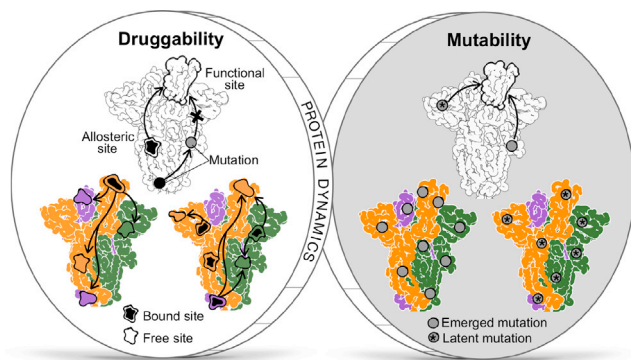 Druggability
Functional
site
Allosteric
site
Mutation
Bound site
Free site
PROTEIN DYNAMICS
Mutability
Emerged mutation
Latent mutation